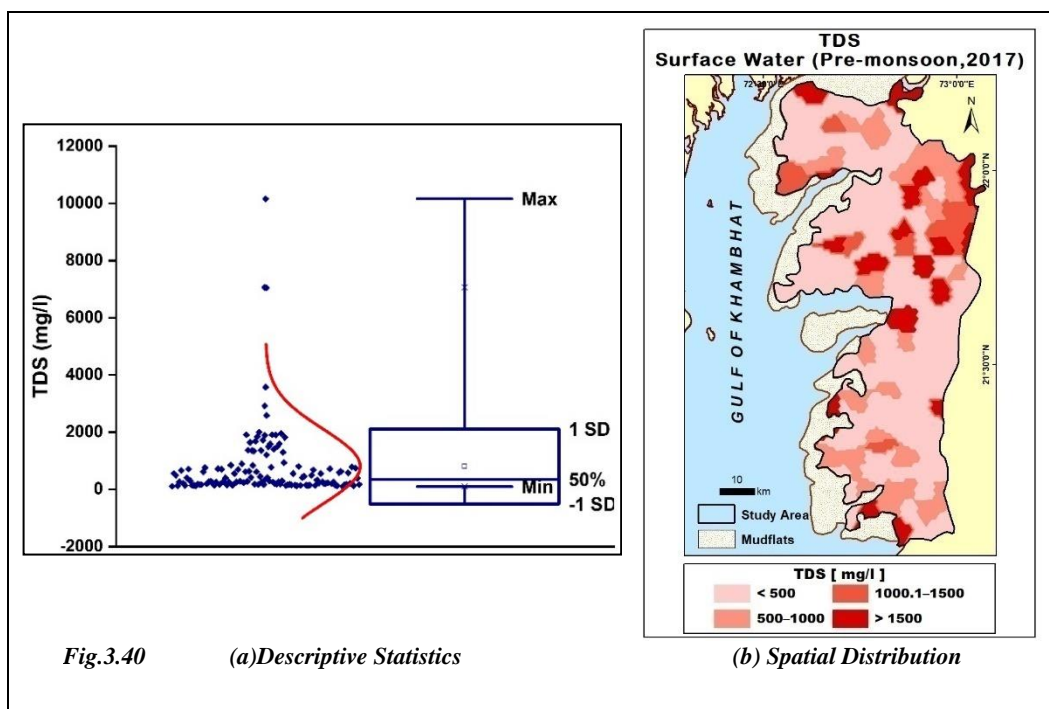 12000
10000
8000
6000
4000
2000
0
-2000
TDS (mg/l)
Max
1 SD
50%
Min
-1 SD
TDS
Surface Water (Pre-monsoon,2017)
73°0'0"E
N
22°0'0"N
21°30'0"N
GULF OF KHAMBHAT
10
km
Study Area
Mudflats
TDS [ mg/l ]
< 500
1000.1–1500
500–1000
> 1500
Fig.3.40 (a)Descriptive Statistics (b) Spatial Distribution